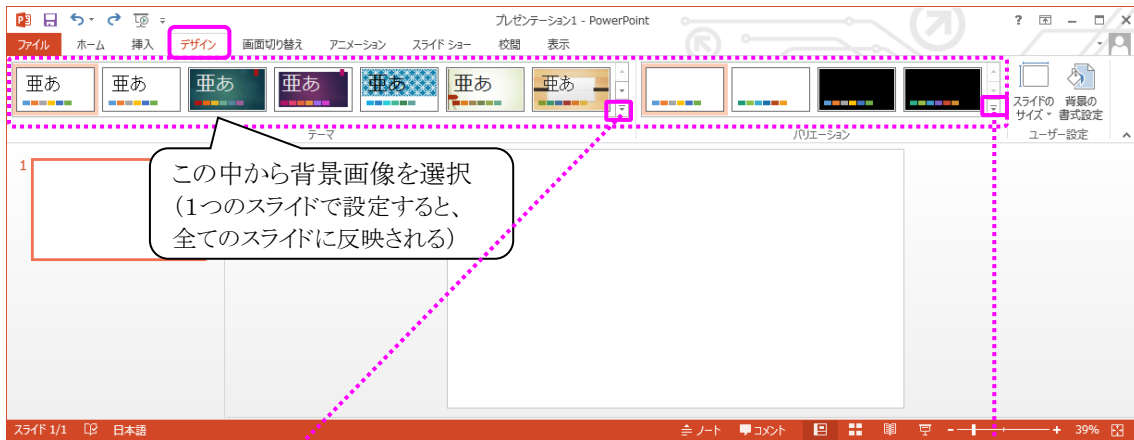 プレゼンテーション1 - PowerPoint
?
ファイル ホーム 挿入 デザイン 画面切り替え アニメーション スライド ショー 校閲 表示
亜あ 亜あ 亜あ 亜あ 亜あ 亜あ 亜あ
スライドの サイズ
背景の 書式設定
テーマ バリエーション ユーザー設定
1
この中から背景画像を選択
(1つのスライドで設定すると、
全てのスライドに反映される)
スライド 1/1 日本語 ノート コメント 39%